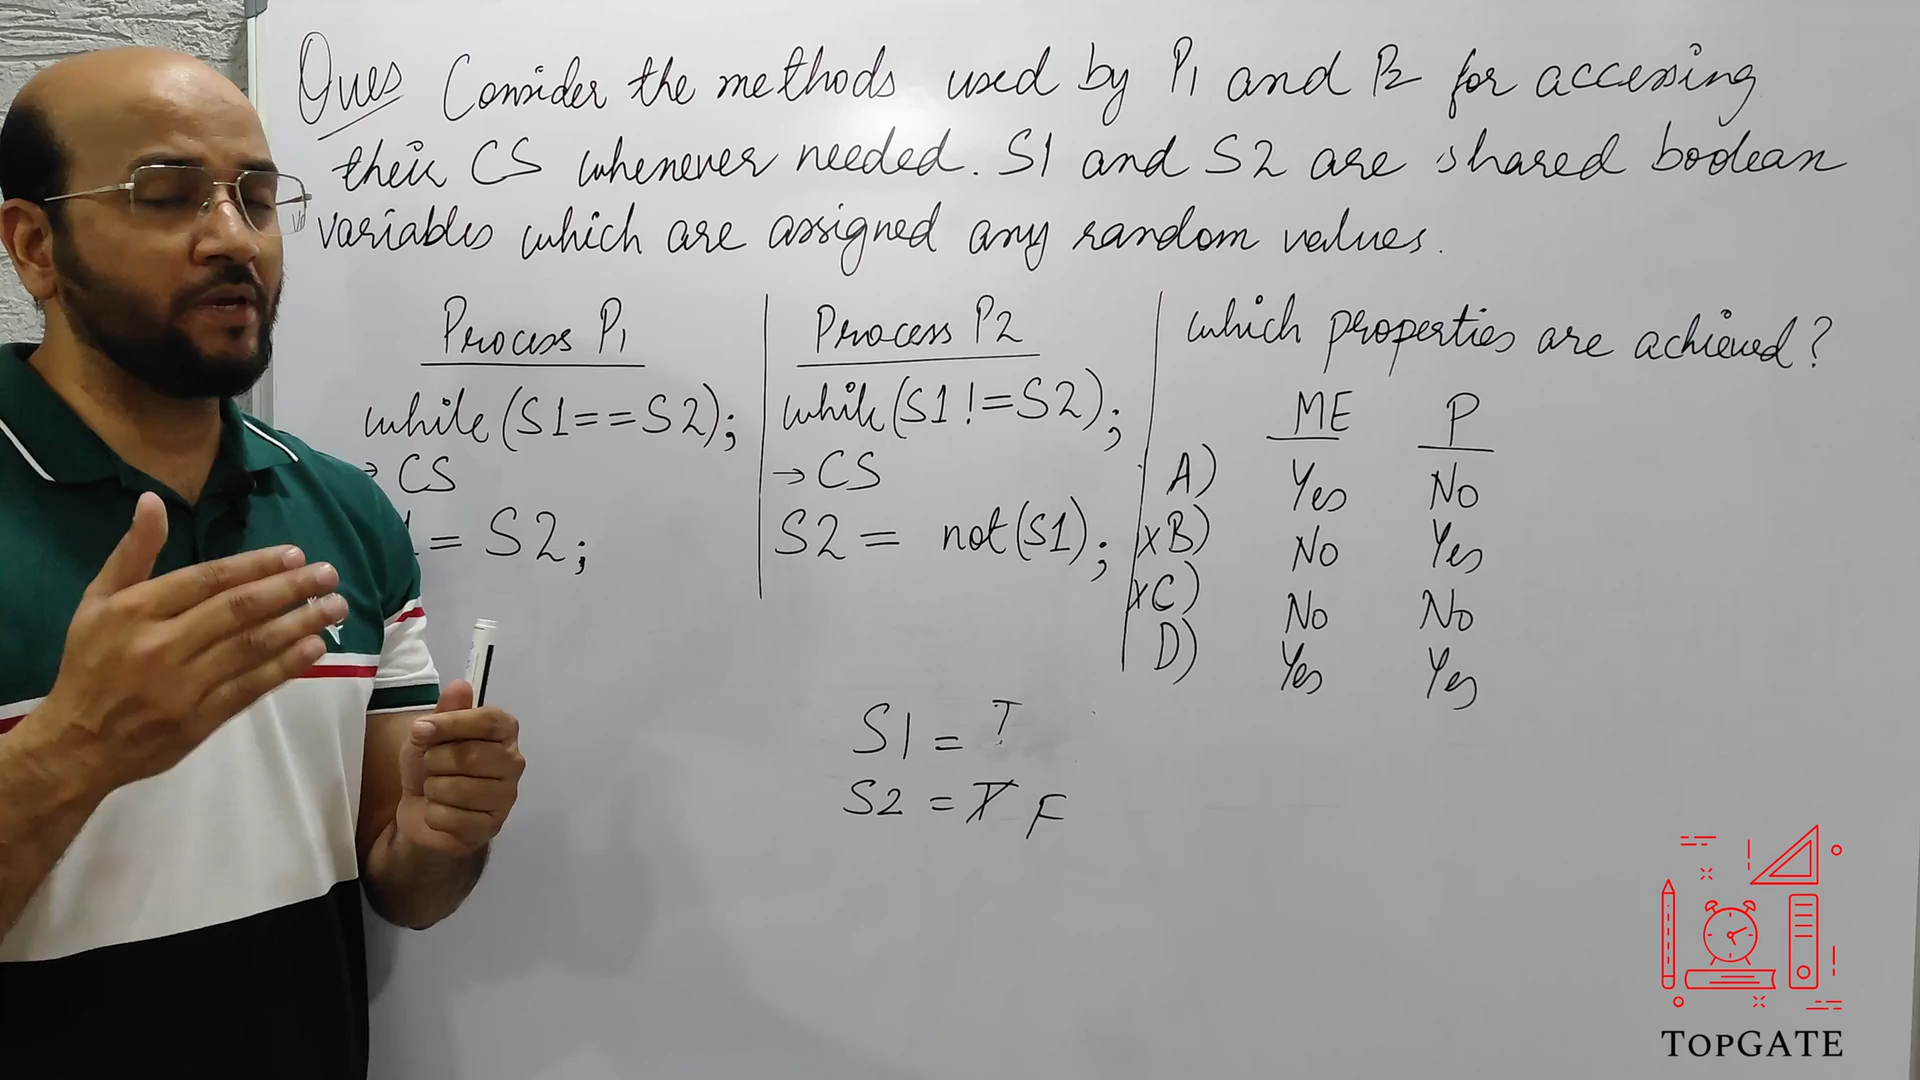 Ques Consider the methods used by P1 and P2 for accessing
their CS whenever needed. S1 and S2 are shared boolean
variables which are assigned any random values.
Process P1
while (S1==S2);
→ CS
= S2;
Process P2
while (S1!=S2);
→ CS
S2 = not(S1);
which properties are achieved?
ME P
A) Yes No
xB) No Yes
xC) No No
D) Yes Yes
S1 = T
S2 = T F
TOPGATE